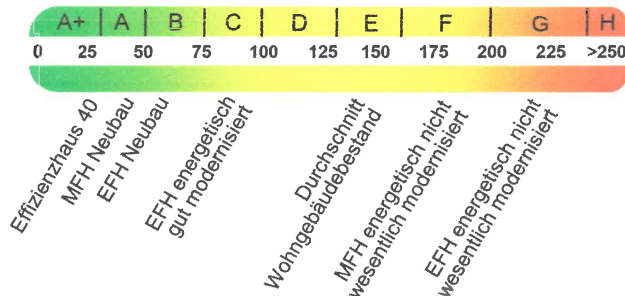 A+ A B C D E F G H
0 25 50 75 100 125 150 175 200 225 >250
Effizienzhaus 40
MFH Neubau
EFH Neubau
EFH energetisch
gut modernisiert
Durchschnitt
Wohngebäudebestand
MFH energetisch nicht
wesentlich modernisiert
EFH energetisch nicht
wesentlich modernisiert